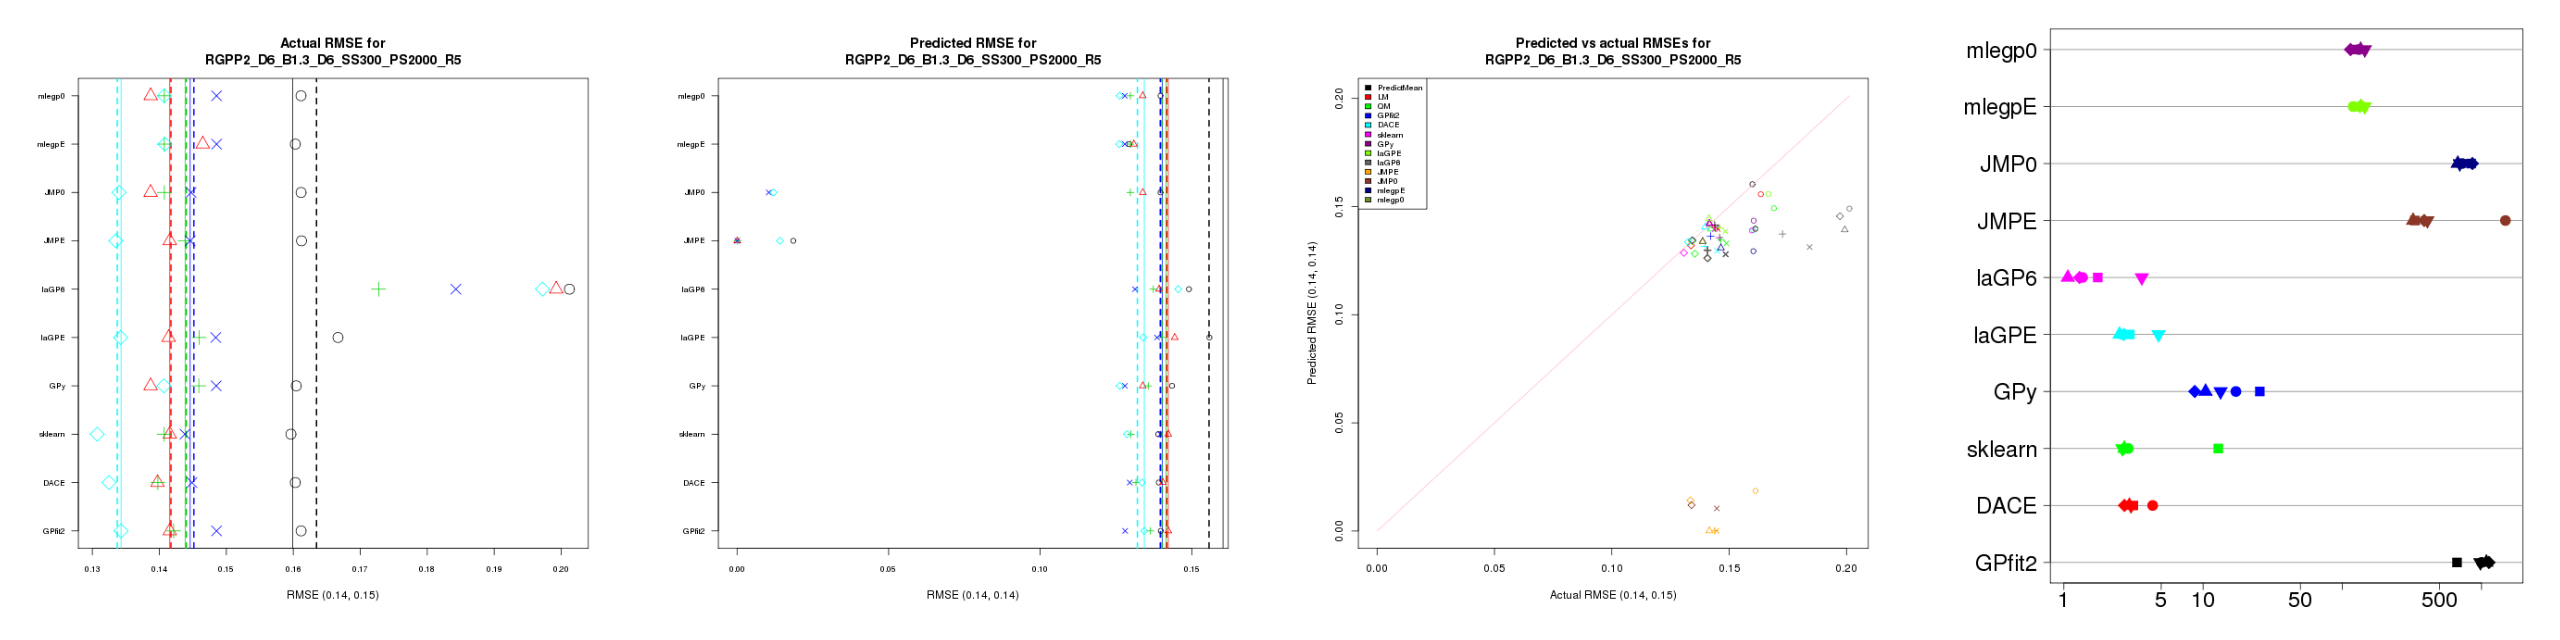 Actual RMSE for
RGPP2_D6_B1.3_D6_SS300_PS2000_R5
mlegp0
mlegpE
JMP0
JMPE
laGP6
laGPE
GPy
sklearn
DACE
GPfit2
0.13 0.14 0.15 0.16 0.17 0.18 0.19 0.20
RMSE (0.14, 0.15)
Predicted RMSE for
RGPP2_D6_B1.3_D6_SS300_PS2000_R5
mlegp0
mlegpE
JMP0
JMPE
laGP6
laGPE
GPy
sklearn
DACE
GPfit2
0.00 0.05 0.10 0.15
RMSE (0.14, 0.14)
Predicted vs actual RMSEs for
RGPP2_D6_B1.3_D6_SS300_PS2000_R5
PredictMean
LM
QM
GPfit2
DACE
sklearn
GPy
laGPE
laGP6
JMPE
JMP0
mlegpE
mlegp0
Predicted RMSE (0.14, 0.14)
0.20
0.15
0.10
0.05
0.00
0.00 0.05 0.10 0.15 0.20
Actual RMSE (0.14, 0.15)
mlegp0
mlegpE
JMP0
JMPE
laGP6
laGPE
GPy
sklearn
DACE
GPfit2
1 5 10 50 500